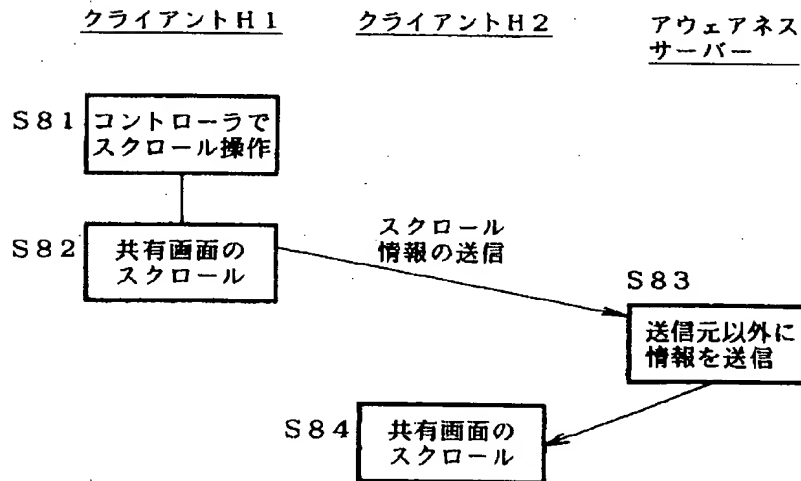 クライアントH1
クライアントH2
アウェアネス
サーバー
S81
コントローラで
スクロール操作
S82
共有画面の
スクロール
スクロール
情報の送信
S83
送信元以外に
情報を送信
S84
共有画面の
スクロール